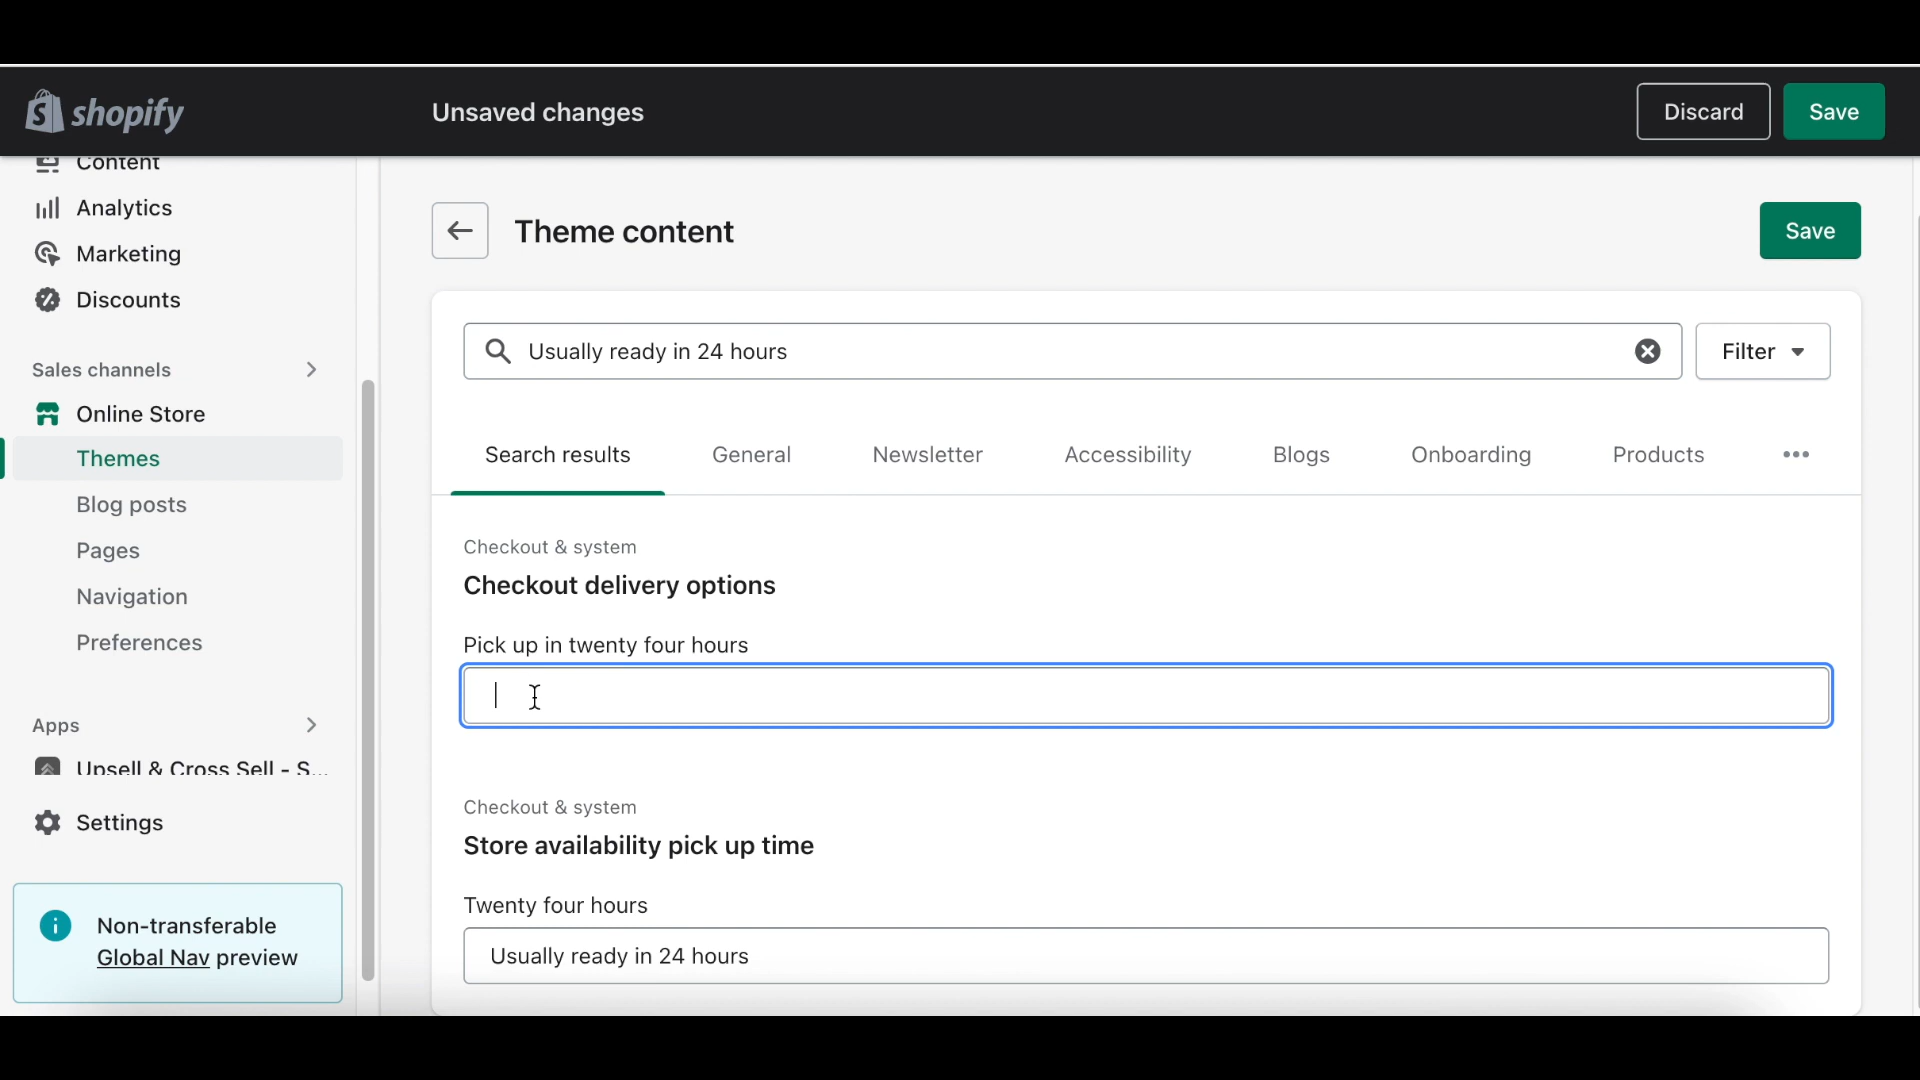 shopify
Unsaved changes
Discard
Save
Content
Analytics
Marketing
Discounts
Sales channels
Online Store
Themes
Blog posts
Pages
Navigation
Preferences
Apps
Upsell & Cross Sell - S...
Settings
Non-transferable
Global Nav preview
Theme content
Save
Usually ready in 24 hours
Filter
Search results
General
Newsletter
Accessibility
Blogs
Onboarding
Products
Checkout & system
Checkout delivery options
Pick up in twenty four hours
Checkout & system
Store availability pick up time
Twenty four hours
Usually ready in 24 hours